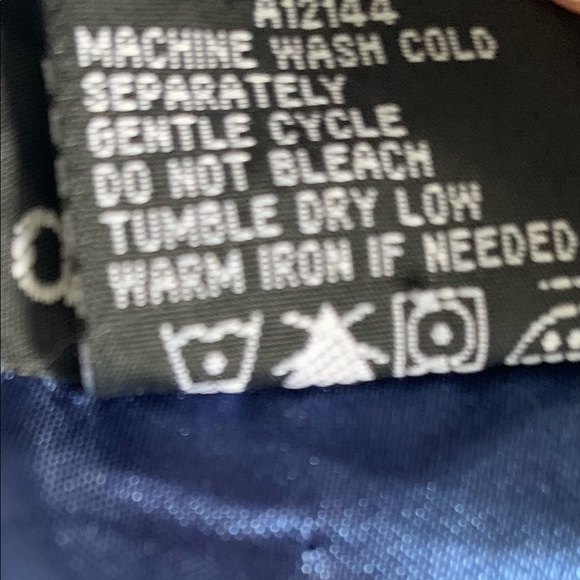 A12144
MACHINE WASH COLD
SEPARATELY
GENTLE CYCLE
DO NOT BLEACH
TUMBLE DRY LOW
WARM IRON IF NEEDED